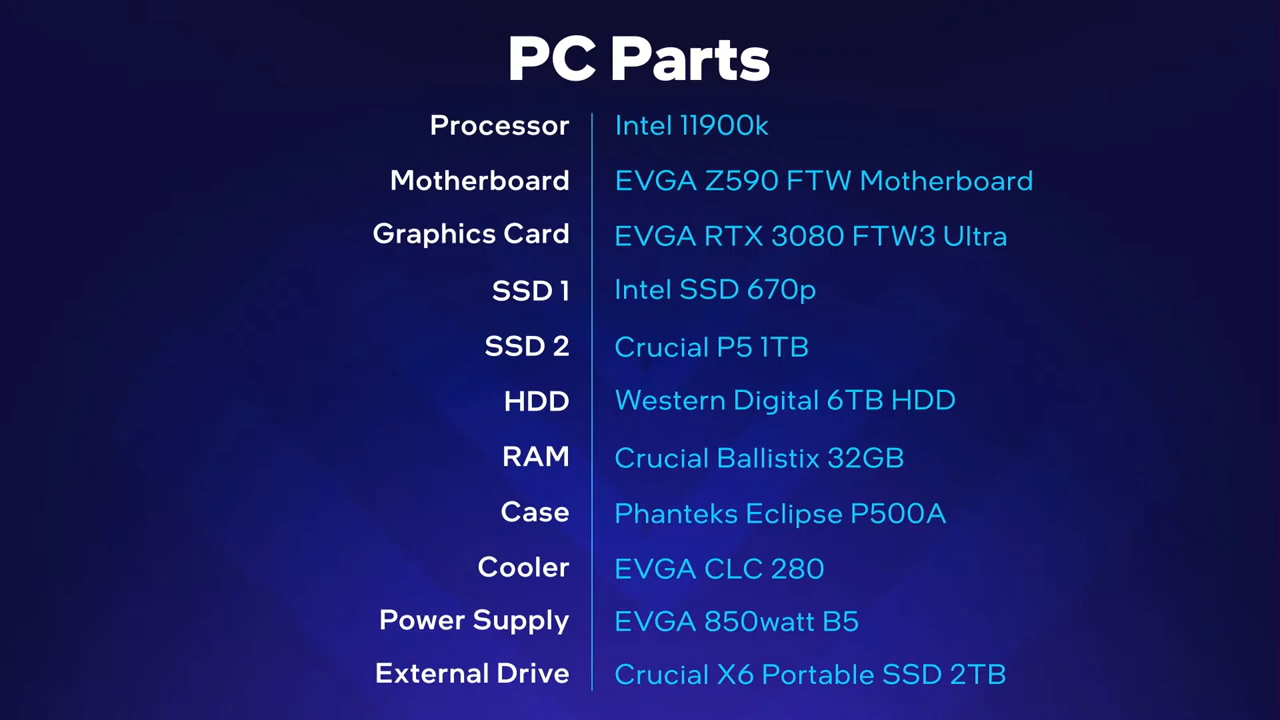 PC Parts
Processor Intel 11900k
Motherboard EVGA Z590 FTW Motherboard
Graphics Card EVGA RTX 3080 FTW3 Ultra
SSD 1 Intel SSD 670p
SSD 2 Crucial P5 1TB
HDD Western Digital 6TB HDD
RAM Crucial Ballistix 32GB
Case Phanteks Eclipse P500A
Cooler EVGA CLC 280
Power Supply EVGA 850watt B5
External Drive Crucial X6 Portable SSD 2TB